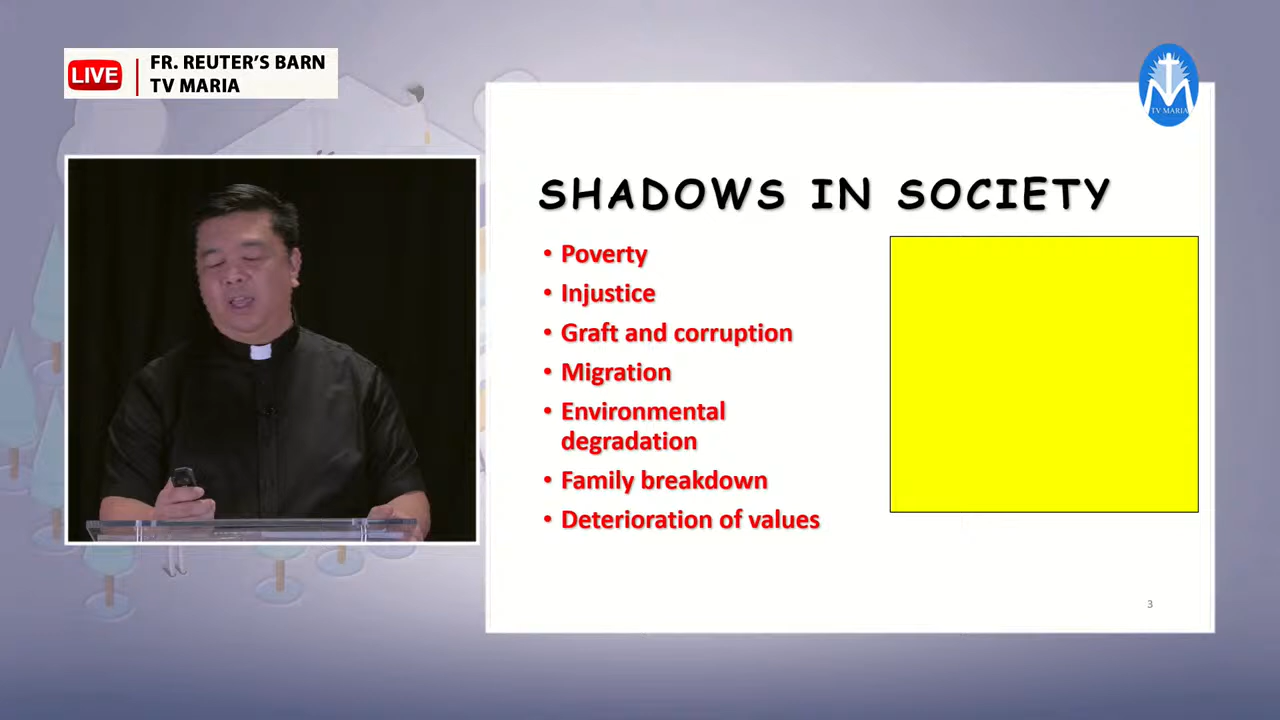 LIVE
FR. REUTER'S BARN
TV MARIA
TV MARIA
SHADOWS IN SOCIETY
• Poverty
• Injustice
• Graft and corruption
• Migration
• Environmental
degradation
• Family breakdown
• Deterioration of values
3